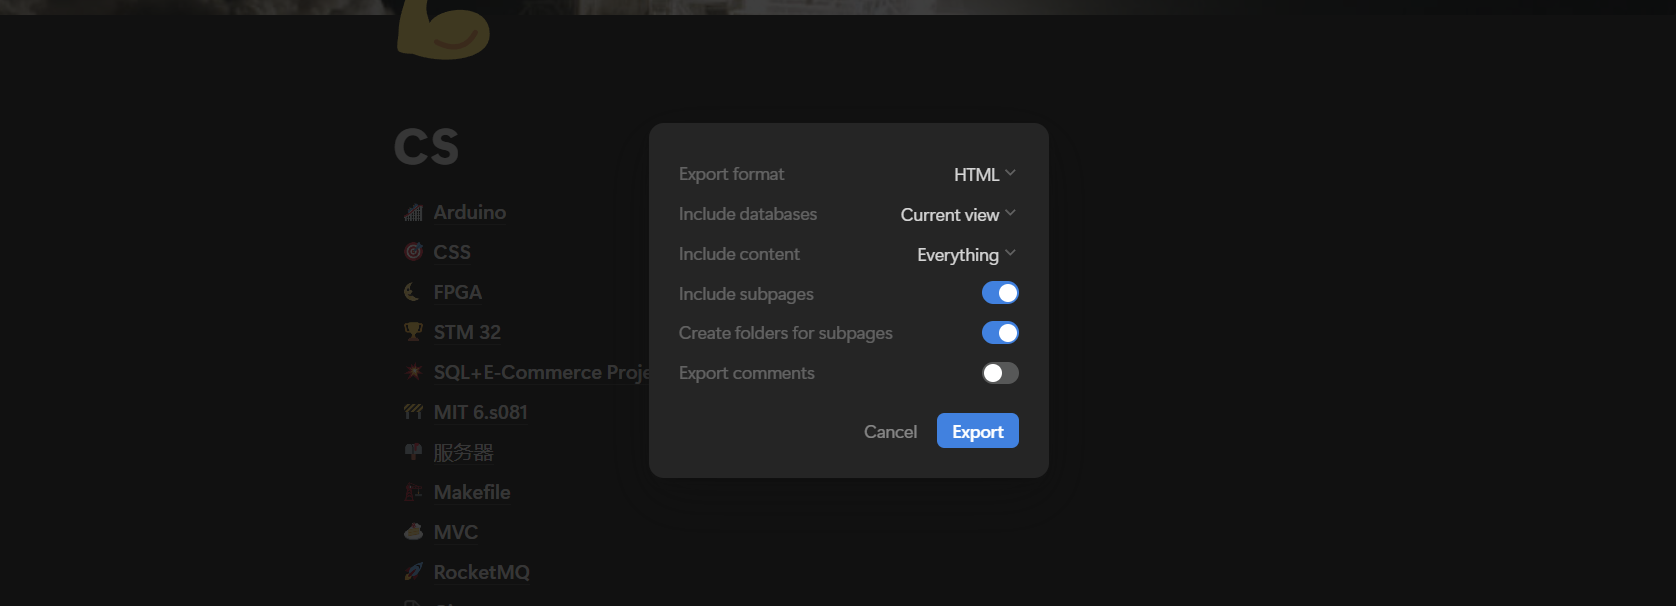 CS
Arduino
CSS
FPGA
STM 32
SQL+E-Commerce Proje
MIT 6.s081
服务器
Makefile
MVC
RocketMQ
Export format
HTML
Include databases
Current view
Include content
Everything
Include subpages
Create folders for subpages
Export comments
Cancel
Export